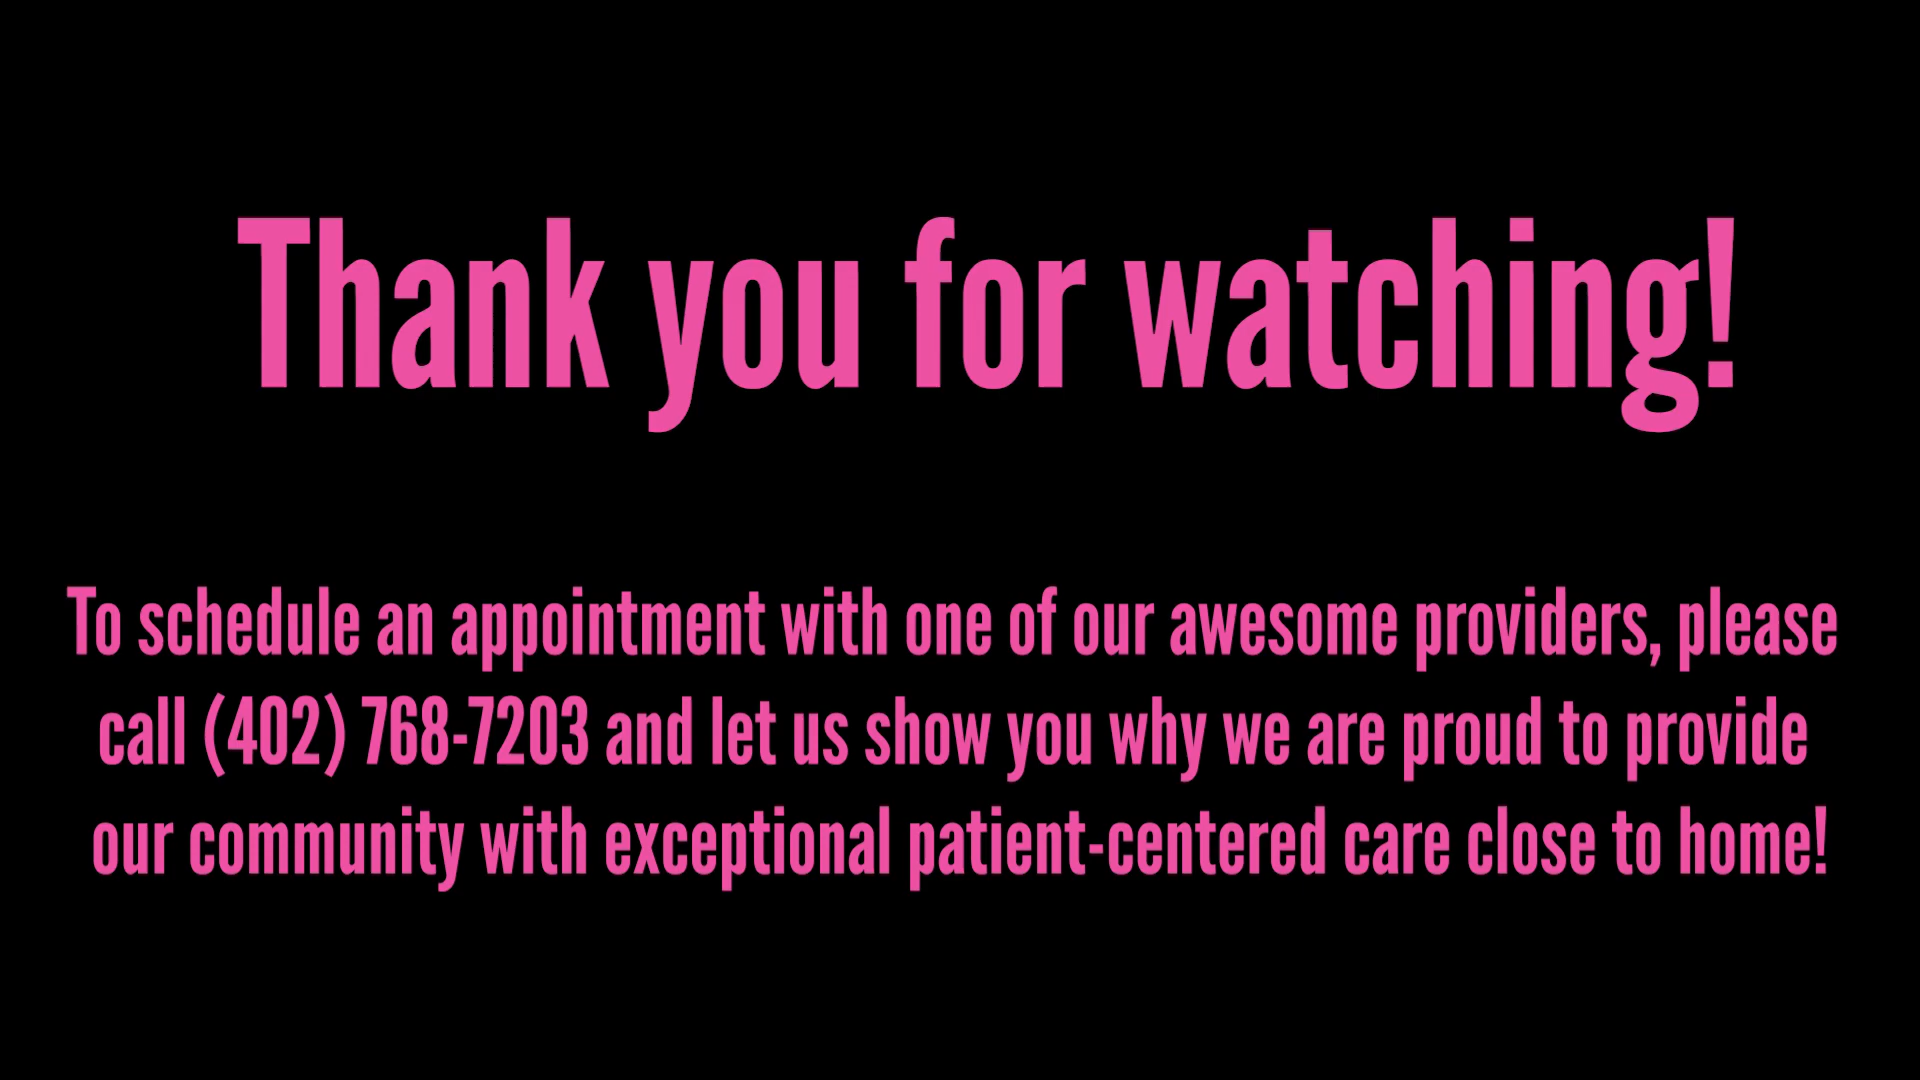 Thank you for watching!
To schedule an appointment with one of our awesome providers, please
call (402) 768-7203 and let us show you why we are proud to provide
our community with exceptional patient-centered care close to home!